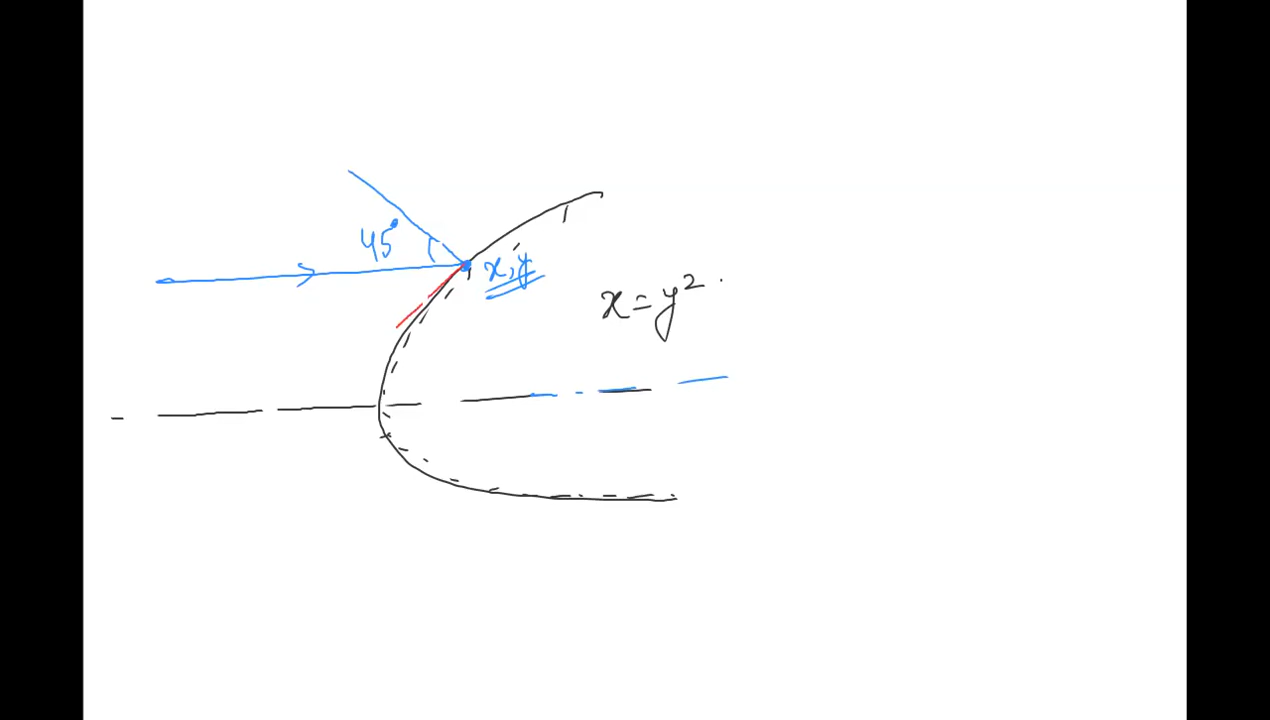 45°
x, y
x = y²